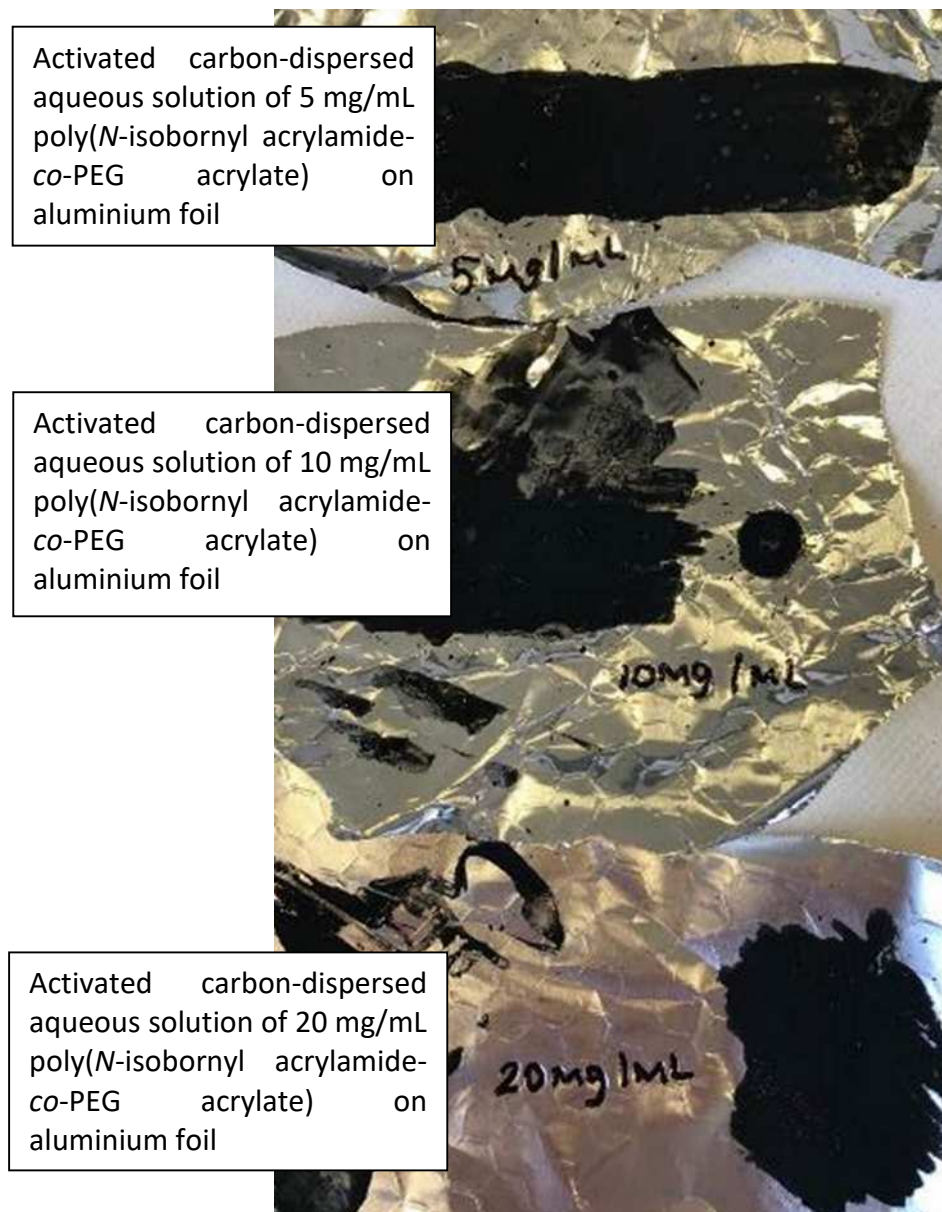 Activated carbon-dispersed
aqueous solution of 5 mg/mL
poly(N-isobornyl acrylamide-
co-PEG acrylate) on
aluminium foil
5mg/mL
Activated carbon-dispersed
aqueous solution of 10 mg/mL
poly(N-isobornyl acrylamide-
co-PEG acrylate) on
aluminium foil
10mg/mL
Activated carbon-dispersed
aqueous solution of 20 mg/mL
poly(N-isobornyl acrylamide-
co-PEG acrylate) on
aluminium foil
20mg/mL